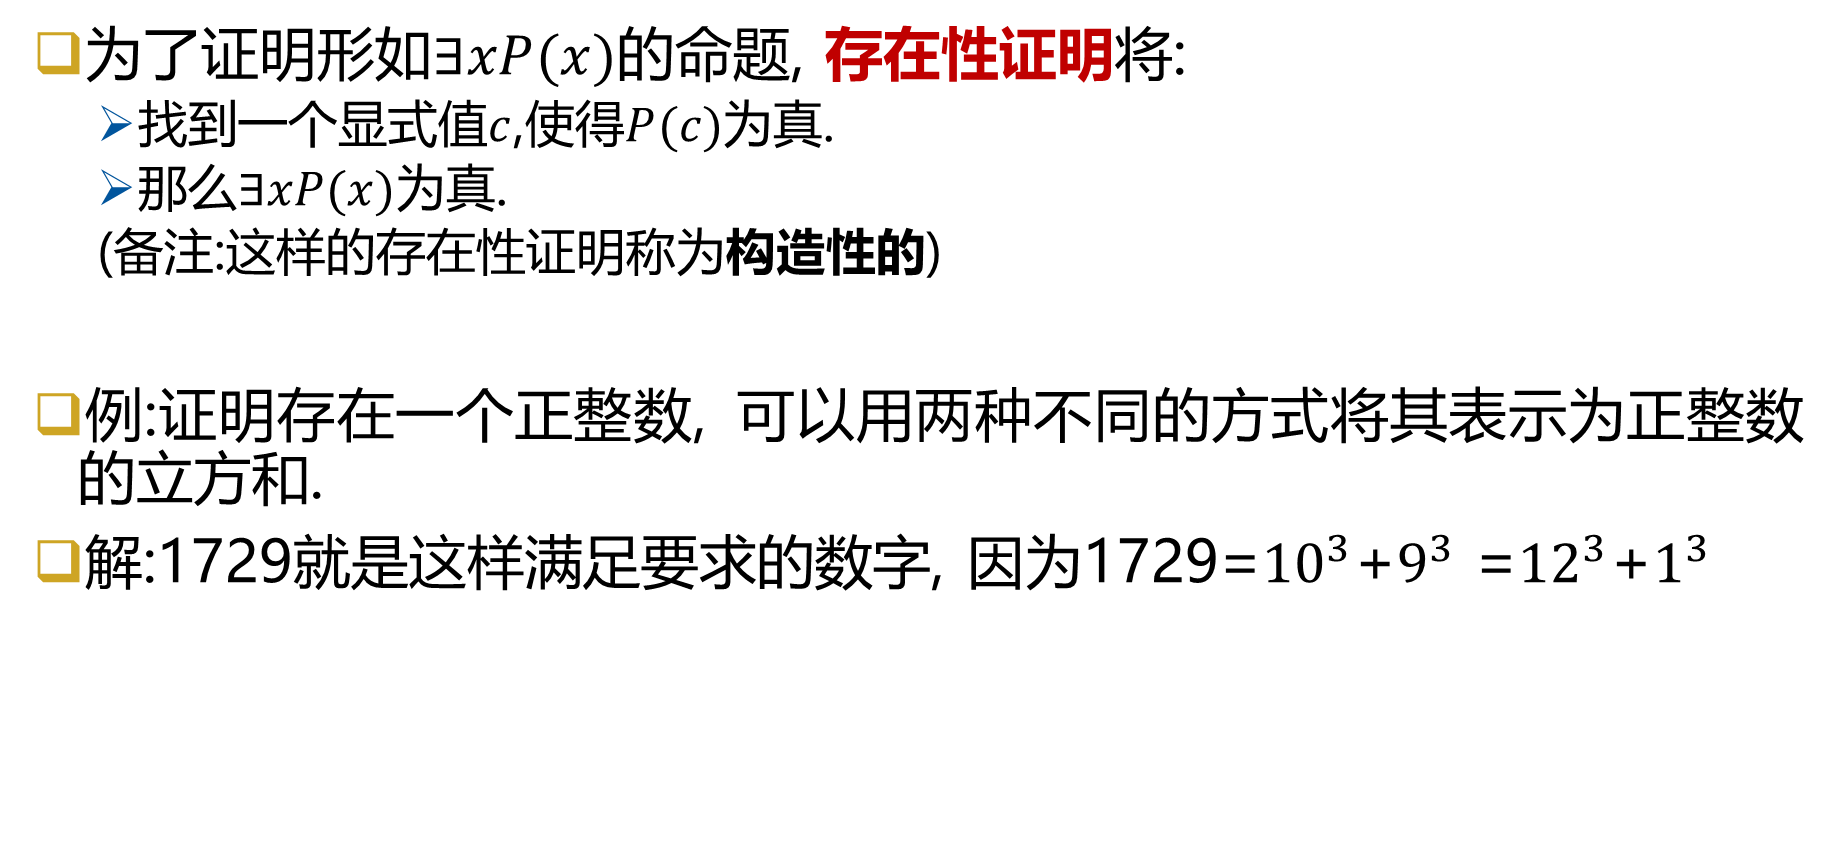 ❑为了证明形如∃𝑥𝑃(𝑥)的命题, 存在性证明将:
➢找到一个显式值𝑐,使得𝑃(𝑐)为真.
➢那么∃𝑥𝑃(𝑥)为真.
(备注:这样的存在性证明称为构造性的)
❑例:证明存在一个正整数, 可以用两种不同的方式将其表示为正整数
的立方和.
❑解:1729就是这样满足要求的数字, 因为1729=10³+9³ =12³+1³